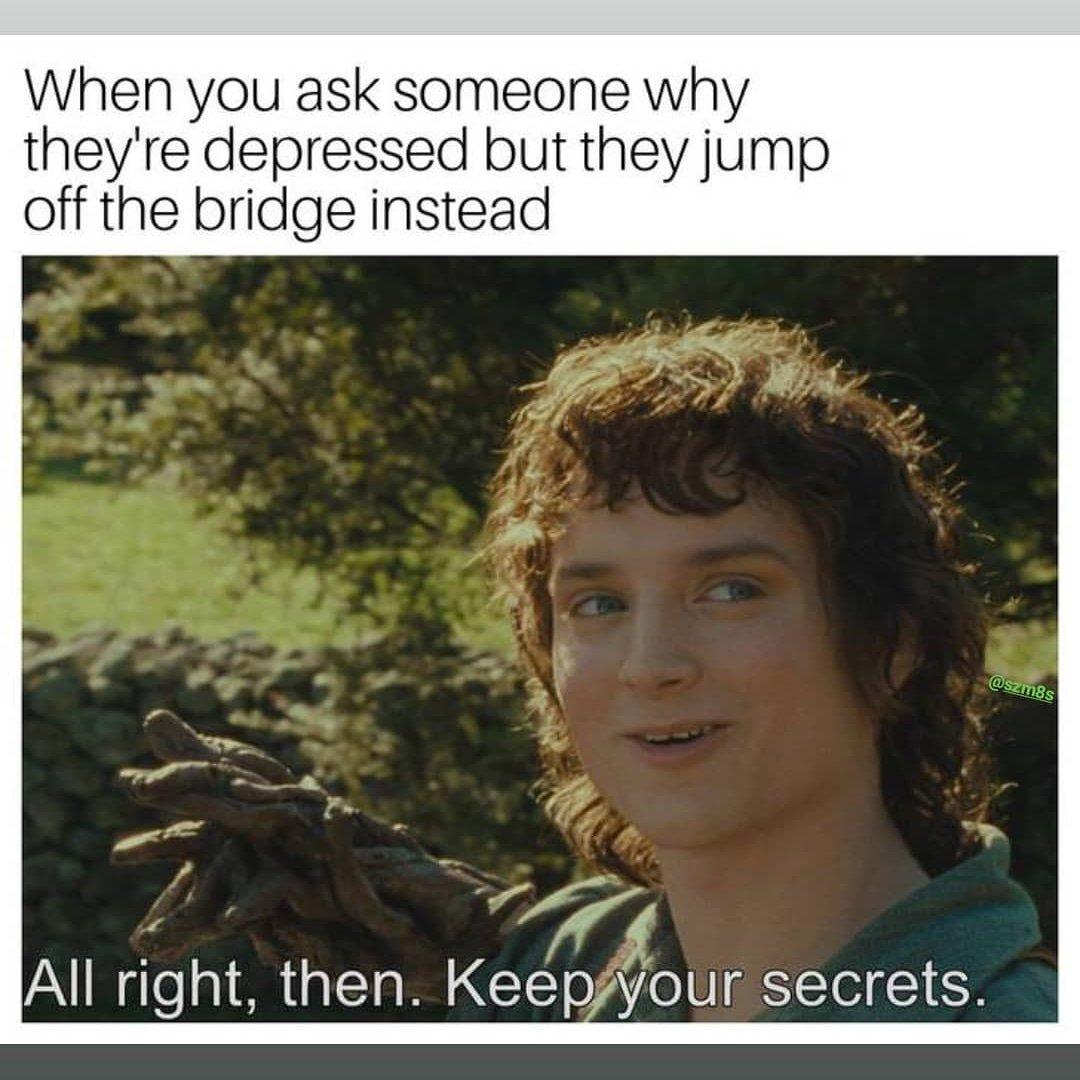 When you ask someone why
they're depressed but they jump
off the bridge instead
@szm8s
All right, then. Keep your secrets.